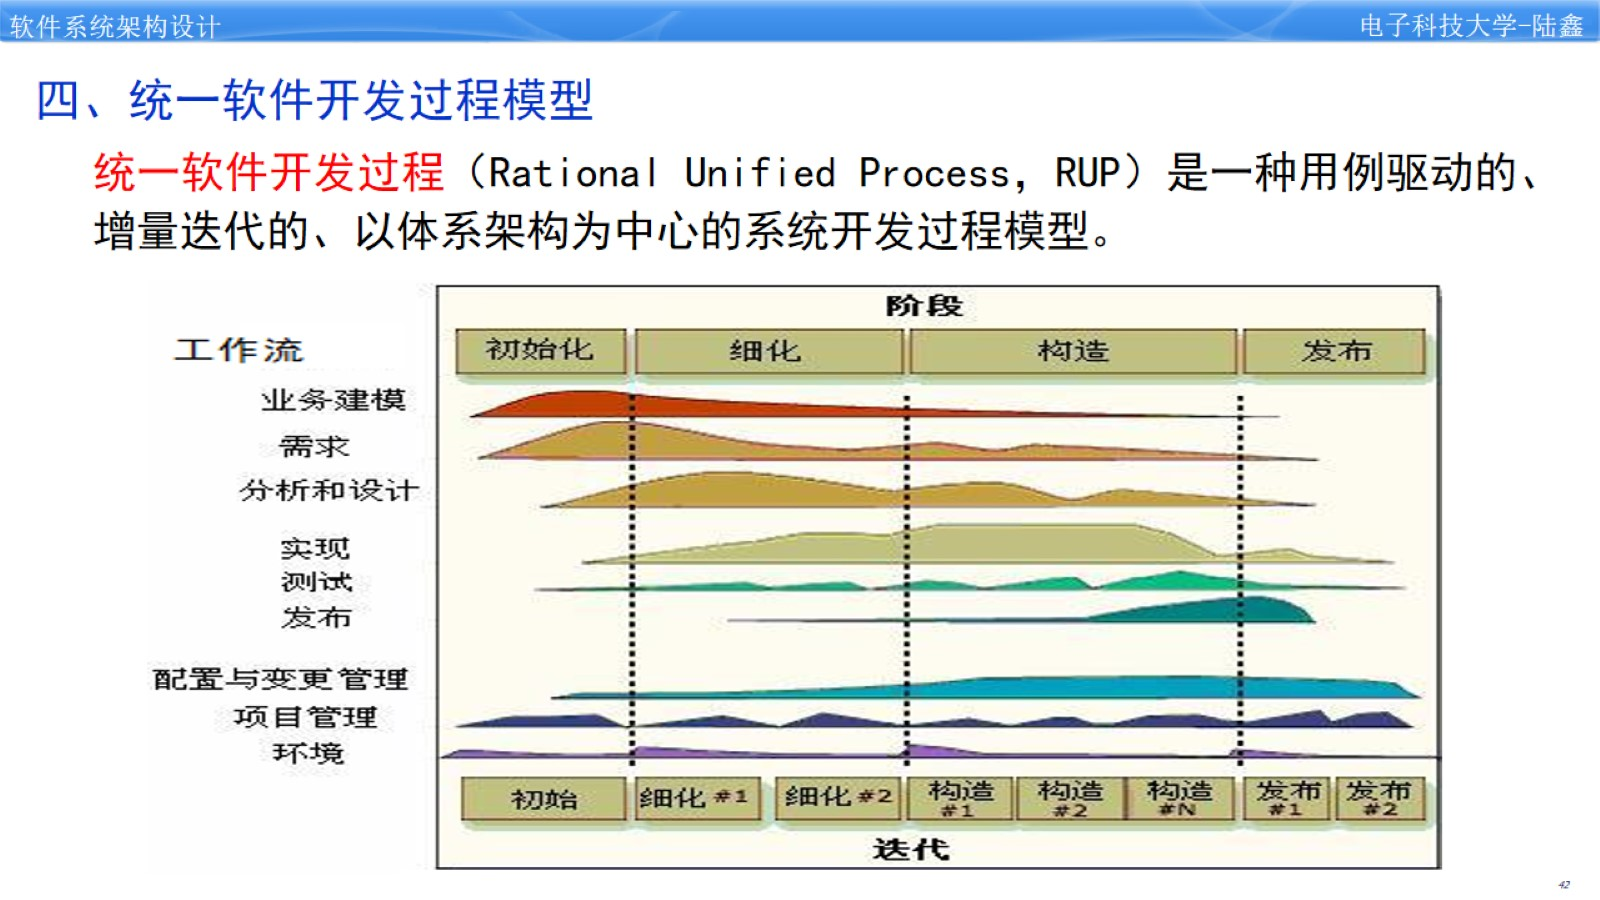 软件系统架构设计
电子科技大学-陆鑫
四、统一软件开发过程模型
统一软件开发过程（Rational Unified Process，RUP）是一种用例驱动的、
增量迭代的、以体系架构为中心的系统开发过程模型。
阶段
工作流
初始化 细化 构造 发布
业务建模
需求
分析和设计
实现
测试
发布
配置与变更管理
项目管理
环境
初始 细化 #1 细化 #2 构造 #1 构造 #2 构造 #N 发布 #1 发布 #2
迭代
42